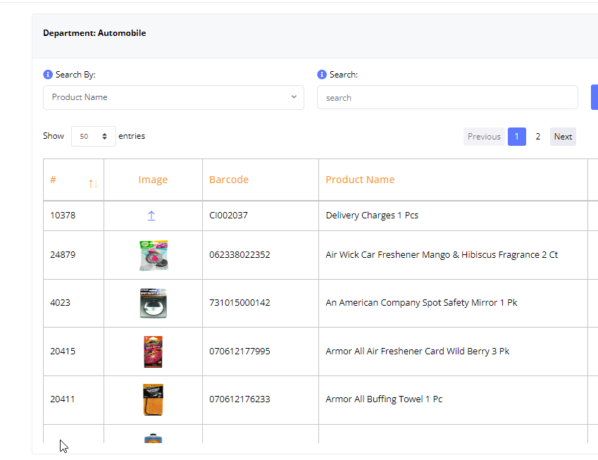 Department: Automobile
Search By:
Search:
Product Name
search
Show 50 entries
Previous 1 2 Next
# Image Barcode Product Name
10378 CI002037 Delivery Charges 1 Pcs
24879 062338022352 Air Wick Car Freshener Mango & Hibiscus Fragrance 2 Ct
4023 731015000142 An American Company Spot Safety Mirror 1 Pk
20415 070612177995 Armor All Air Freshener Card Wild Berry 3 Pk
20411 070612176233 Armor All Buffing Towel 1 Pc